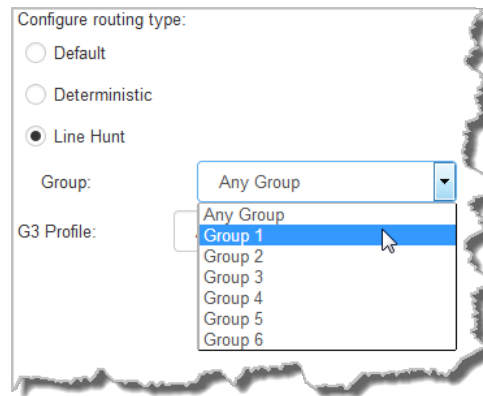 Configure routing type:
Default
Deterministic
Line Hunt
Group: Any Group
Any Group
G3 Profile:
Group 1
Group 2
Group 3
Group 4
Group 5
Group 6